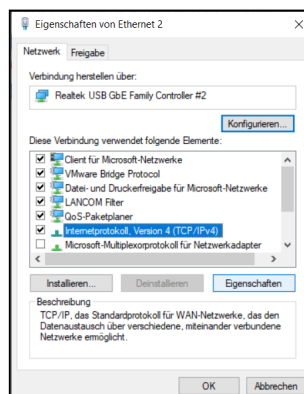 Eigenschaften von Ethernet 2
Netzwerk Freigabe
Verbindung herstellen über:
Realtek USB GbE Family Controller #2
Konfigurieren...
Diese Verbindung verwendet folgende Elemente:
Client für Microsoft-Netzwerke
VMware Bridge Protocol
Datei- und Druckerfreigabe für Microsoft-Netzwerke
LANCOM Filter
QoS-Paketplaner
Internetprotokoll, Version 4 (TCP/IPv4)
Microsoft-Multiplexorprotokoll für Netzwerkadapter
Installieren... Deinstallieren Eigenschaften
Beschreibung
TCP/IP, das Standardprotokoll für WAN-Netzwerke, das den
Datenaustausch über verschiedene, miteinander verbundene
Netzwerke ermöglicht.
OK Abbrechen